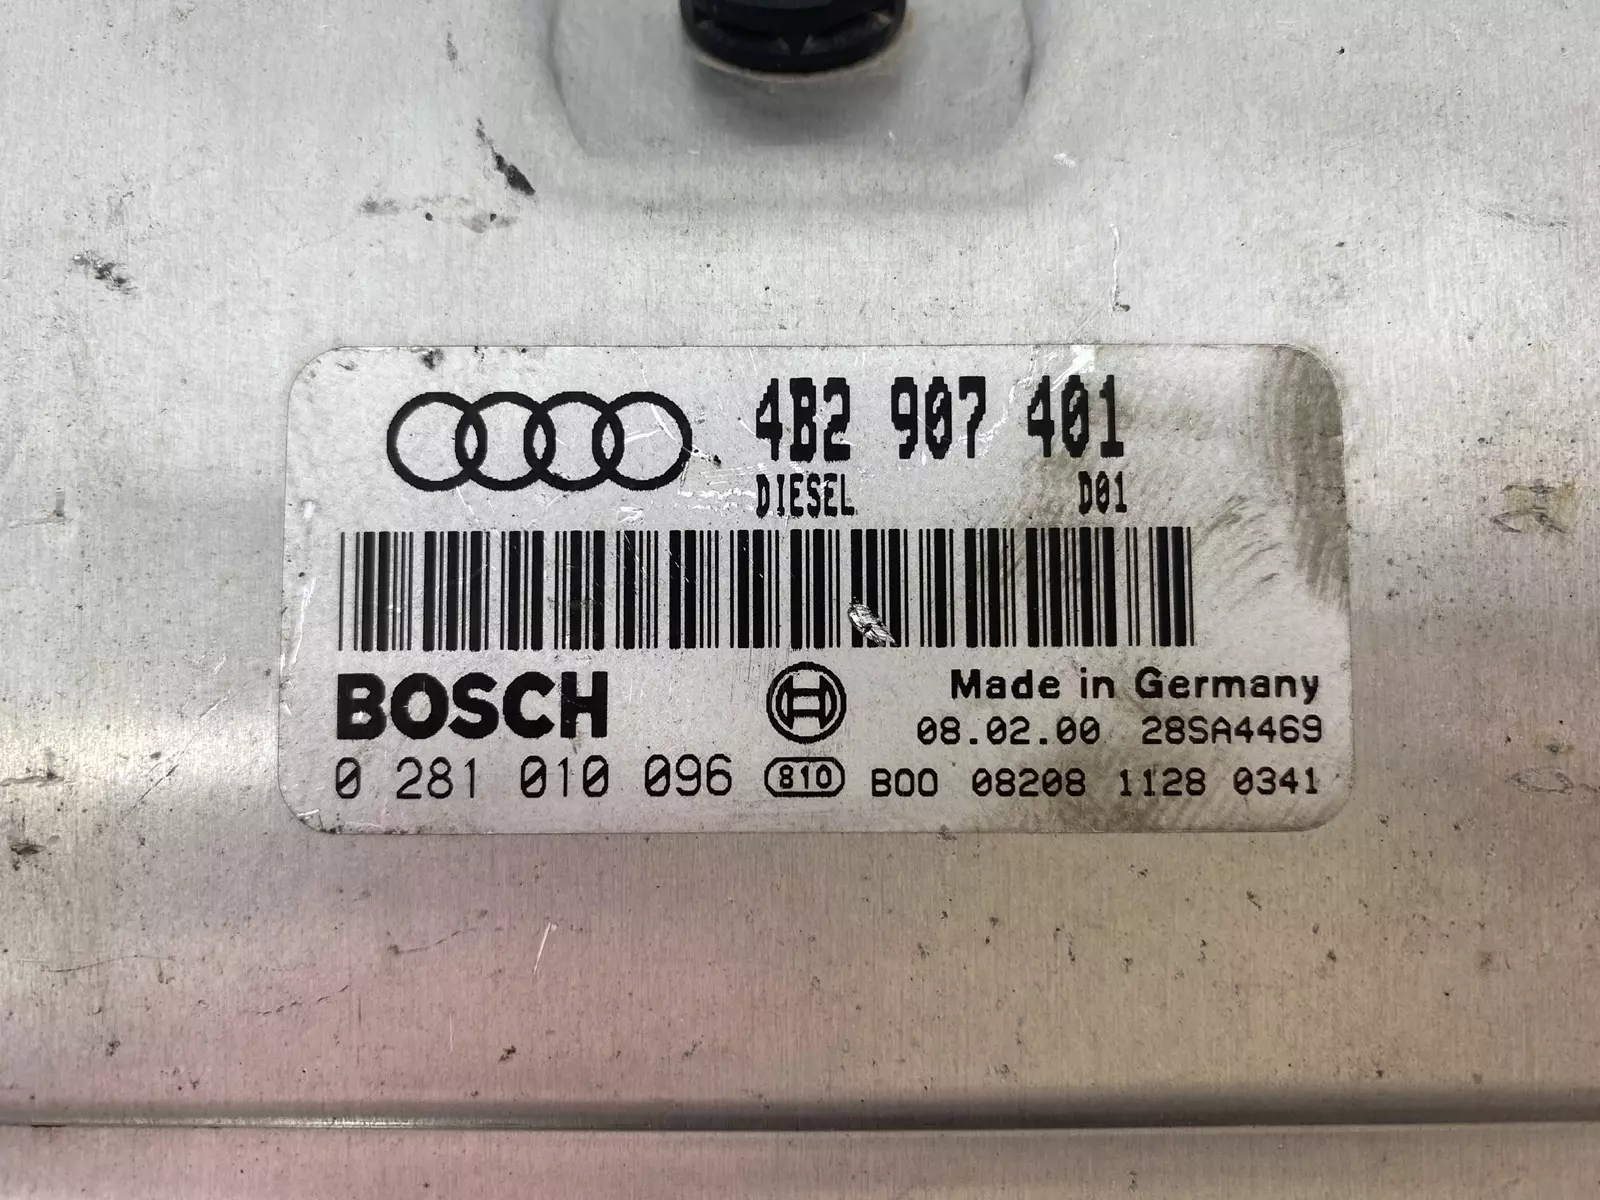 4B2 907 401
DIESEL D01
BOSCH
Made in Germany
08.02.00 28SA4469
0 281 010 096 810 B00 08208 1128 0341